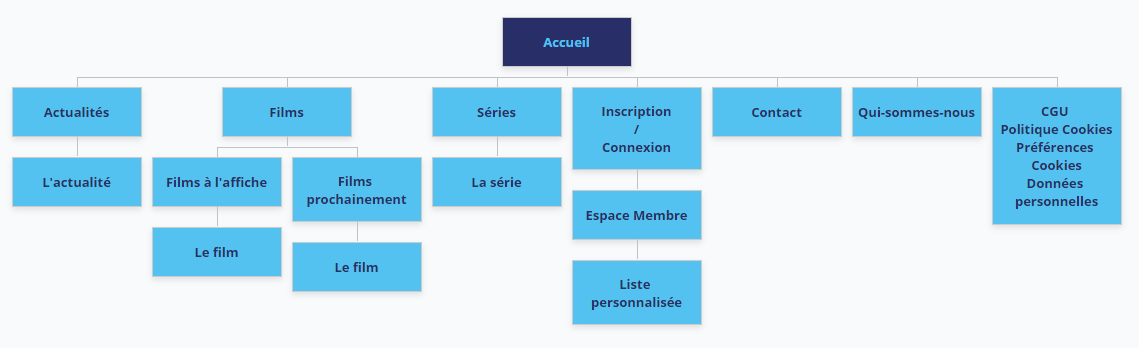 Accueil
Actualités
Films
Séries
Inscription
/
Connexion
Contact
Qui-sommes-nous
CGU
Politique Cookies
Préférences
Cookies
Données
personnelles
L'actualité
Films à l'affiche
Films
prochainement
La série
Espace Membre
Le film
Le film
Liste
personnalisée